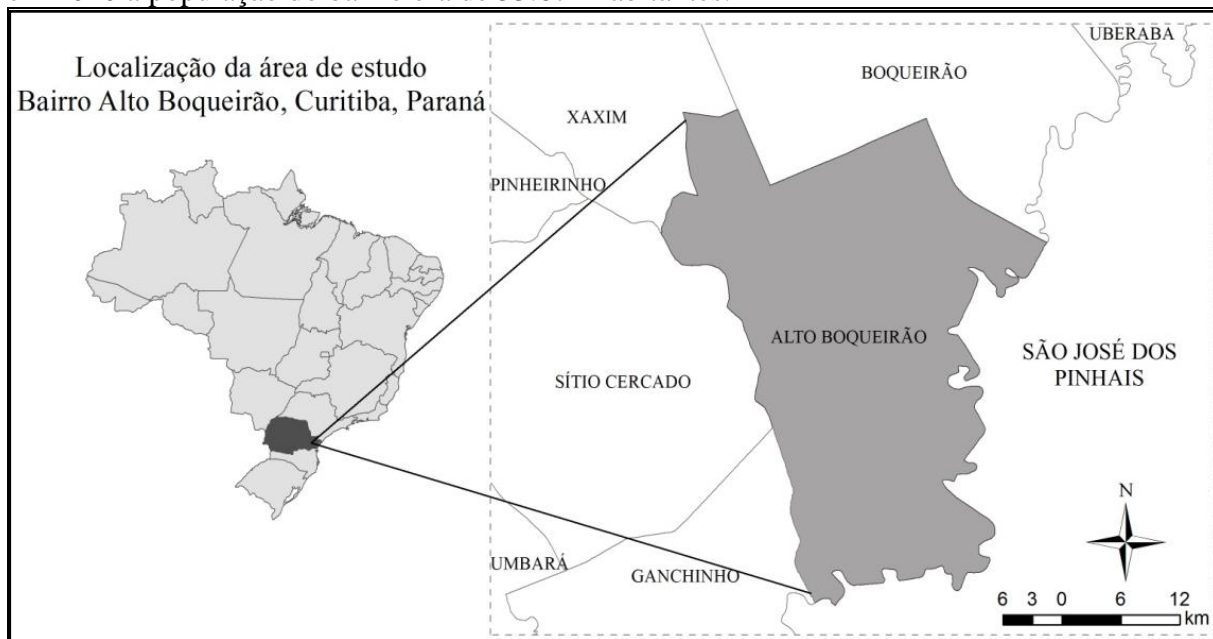 Localização da área de estudo
Bairro Alto Boqueirão, Curitiba, Paraná
UBERABA
BOQUEIRÃO
XAXIM
PINHEIRINHO
ALTO BOQUEIRÃO
SÃO JOSÉ DOS
PINHAIS
SÍTIO CERCADO
N
UMBARÁ
GANCHINHO
6 3 0 6 12
km